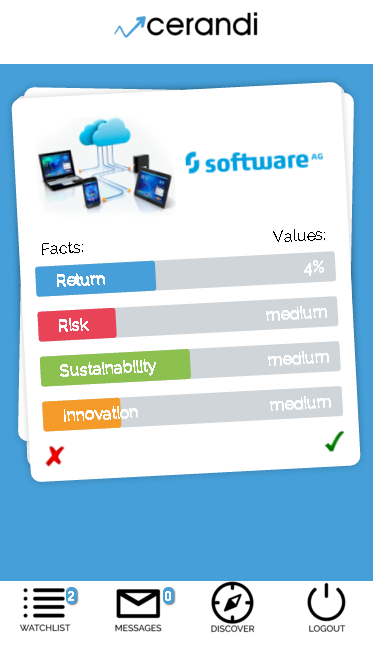 cerandi
software AG
Facts: Values:
Return 4%
Risk medium
Sustainability medium
Innovation medium
2 0
WATCHLIST MESSAGES DISCOVER LOGOUT